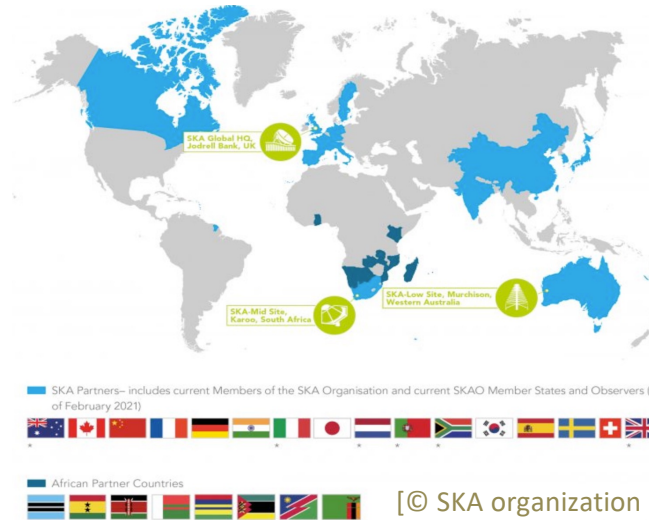 SKA Global HQ,
Jodrell Bank, UK
SKA-Low Site, Murchison,
Western Australia
SKA-Mid Site,
Karoo, South Africa
SKA Partners– includes current Members of the SKA Organisation and current SKAO Member States and Observers (
of February 2021)
* * * * * *
African Partner Countries
[© SKA organization